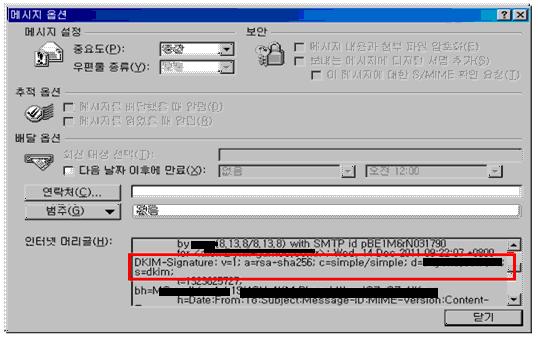 메시지 옵션
메시지 설정
중요도(P):
보통
우편물 종류(Y):
보안
메시지 내용과 첨부 파일 암호화(E)
보내는 메시지에 디지털 서명 추가(S)
이 메시지에 대한 S/MIME 확인 요청(T)
추적 옵션
메시지를 배달했을 때 알림(D)
메시지를 읽었을 때 알림(R)
배달 옵션
회신 대상 선택(I):
다음 날짜 이후에 만료(X):
없음
오전 12:00
연락처(C)...
범주(G)
없음
인터넷 머리글(H):
by 8,13,8/8,13,8) with SMTP id pBE1M6rN031790
for ; Wed, 14 Dec 2011 09:22:07 +0900
DKIM-Signature: v=1; a=rsa-sha256; c=simple/simple; d=
s=dkim;
t=1323825727;
bh=
h=Date:From:To:Subject:Message-ID:MIME-Version:Content-
닫기